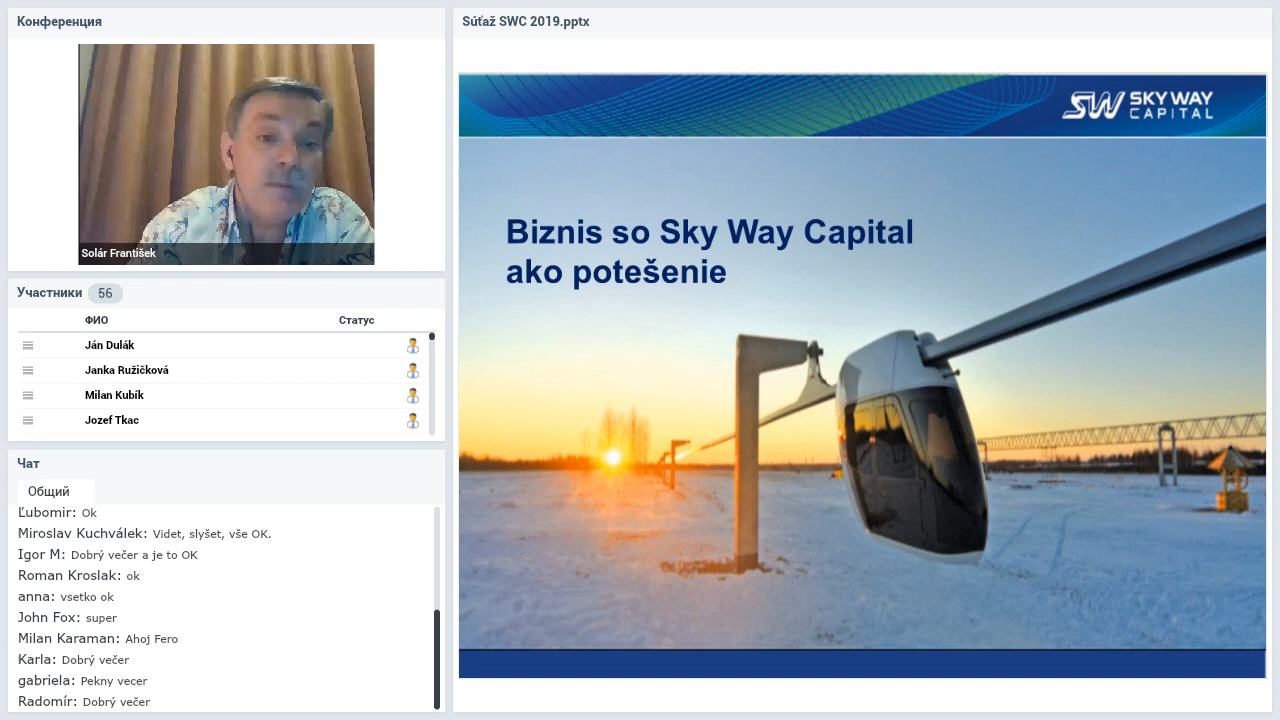 Конференция
Solár František
Участники 56
ФИО Статус
Ján Dulák
Janka Ružičková
Milan Kubík
Jozef Tkac
Чат
Общий
Ľubomir: Ok
Miroslav Kuchválek: Videt, slyšet, vše OK.
Igor M: Dobrý večer a je to OK
Roman Kroslak: ok
anna: vsetko ok
John Fox: super
Milan Karaman: Ahoj Fero
Karla: Dobrý večer
gabriela: Pekny vecer
Radomír: Dobrý večer
Súťaž SWC 2019.pptx
SW SKY WAY
CAPITAL
Biznis so Sky Way Capital
ako potešenie